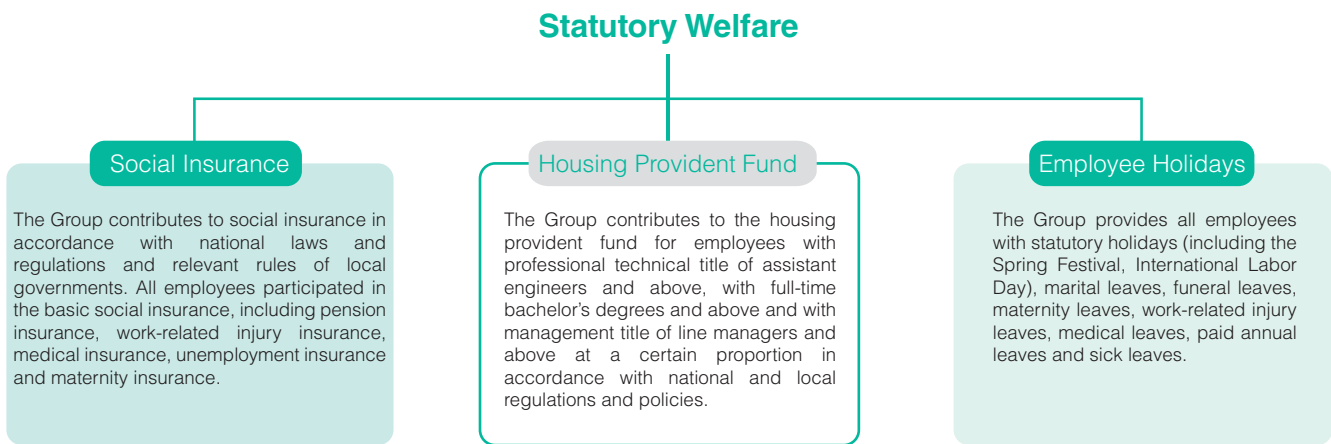 Statutory Welfare
Social Insurance
The Group contributes to social insurance in
accordance with national laws and
regulations and relevant rules of local
governments. All employees participated in
the basic social insurance, including pension
insurance, work-related injury insurance,
medical insurance, unemployment insurance
and maternity insurance.
Housing Provident Fund
The Group contributes to the housing
provident fund for employees with
professional technical title of assistant
engineers and above, with full-time
bachelor’s degrees and above and with
management title of line managers and
above at a certain proportion in
accordance with national and local
regulations and policies.
Employee Holidays
The Group provides all employees
with statutory holidays (including the
Spring Festival, International Labor
Day), marital leaves, funeral leaves,
maternity leaves, work-related injury
leaves, medical leaves, paid annual
leaves and sick leaves.